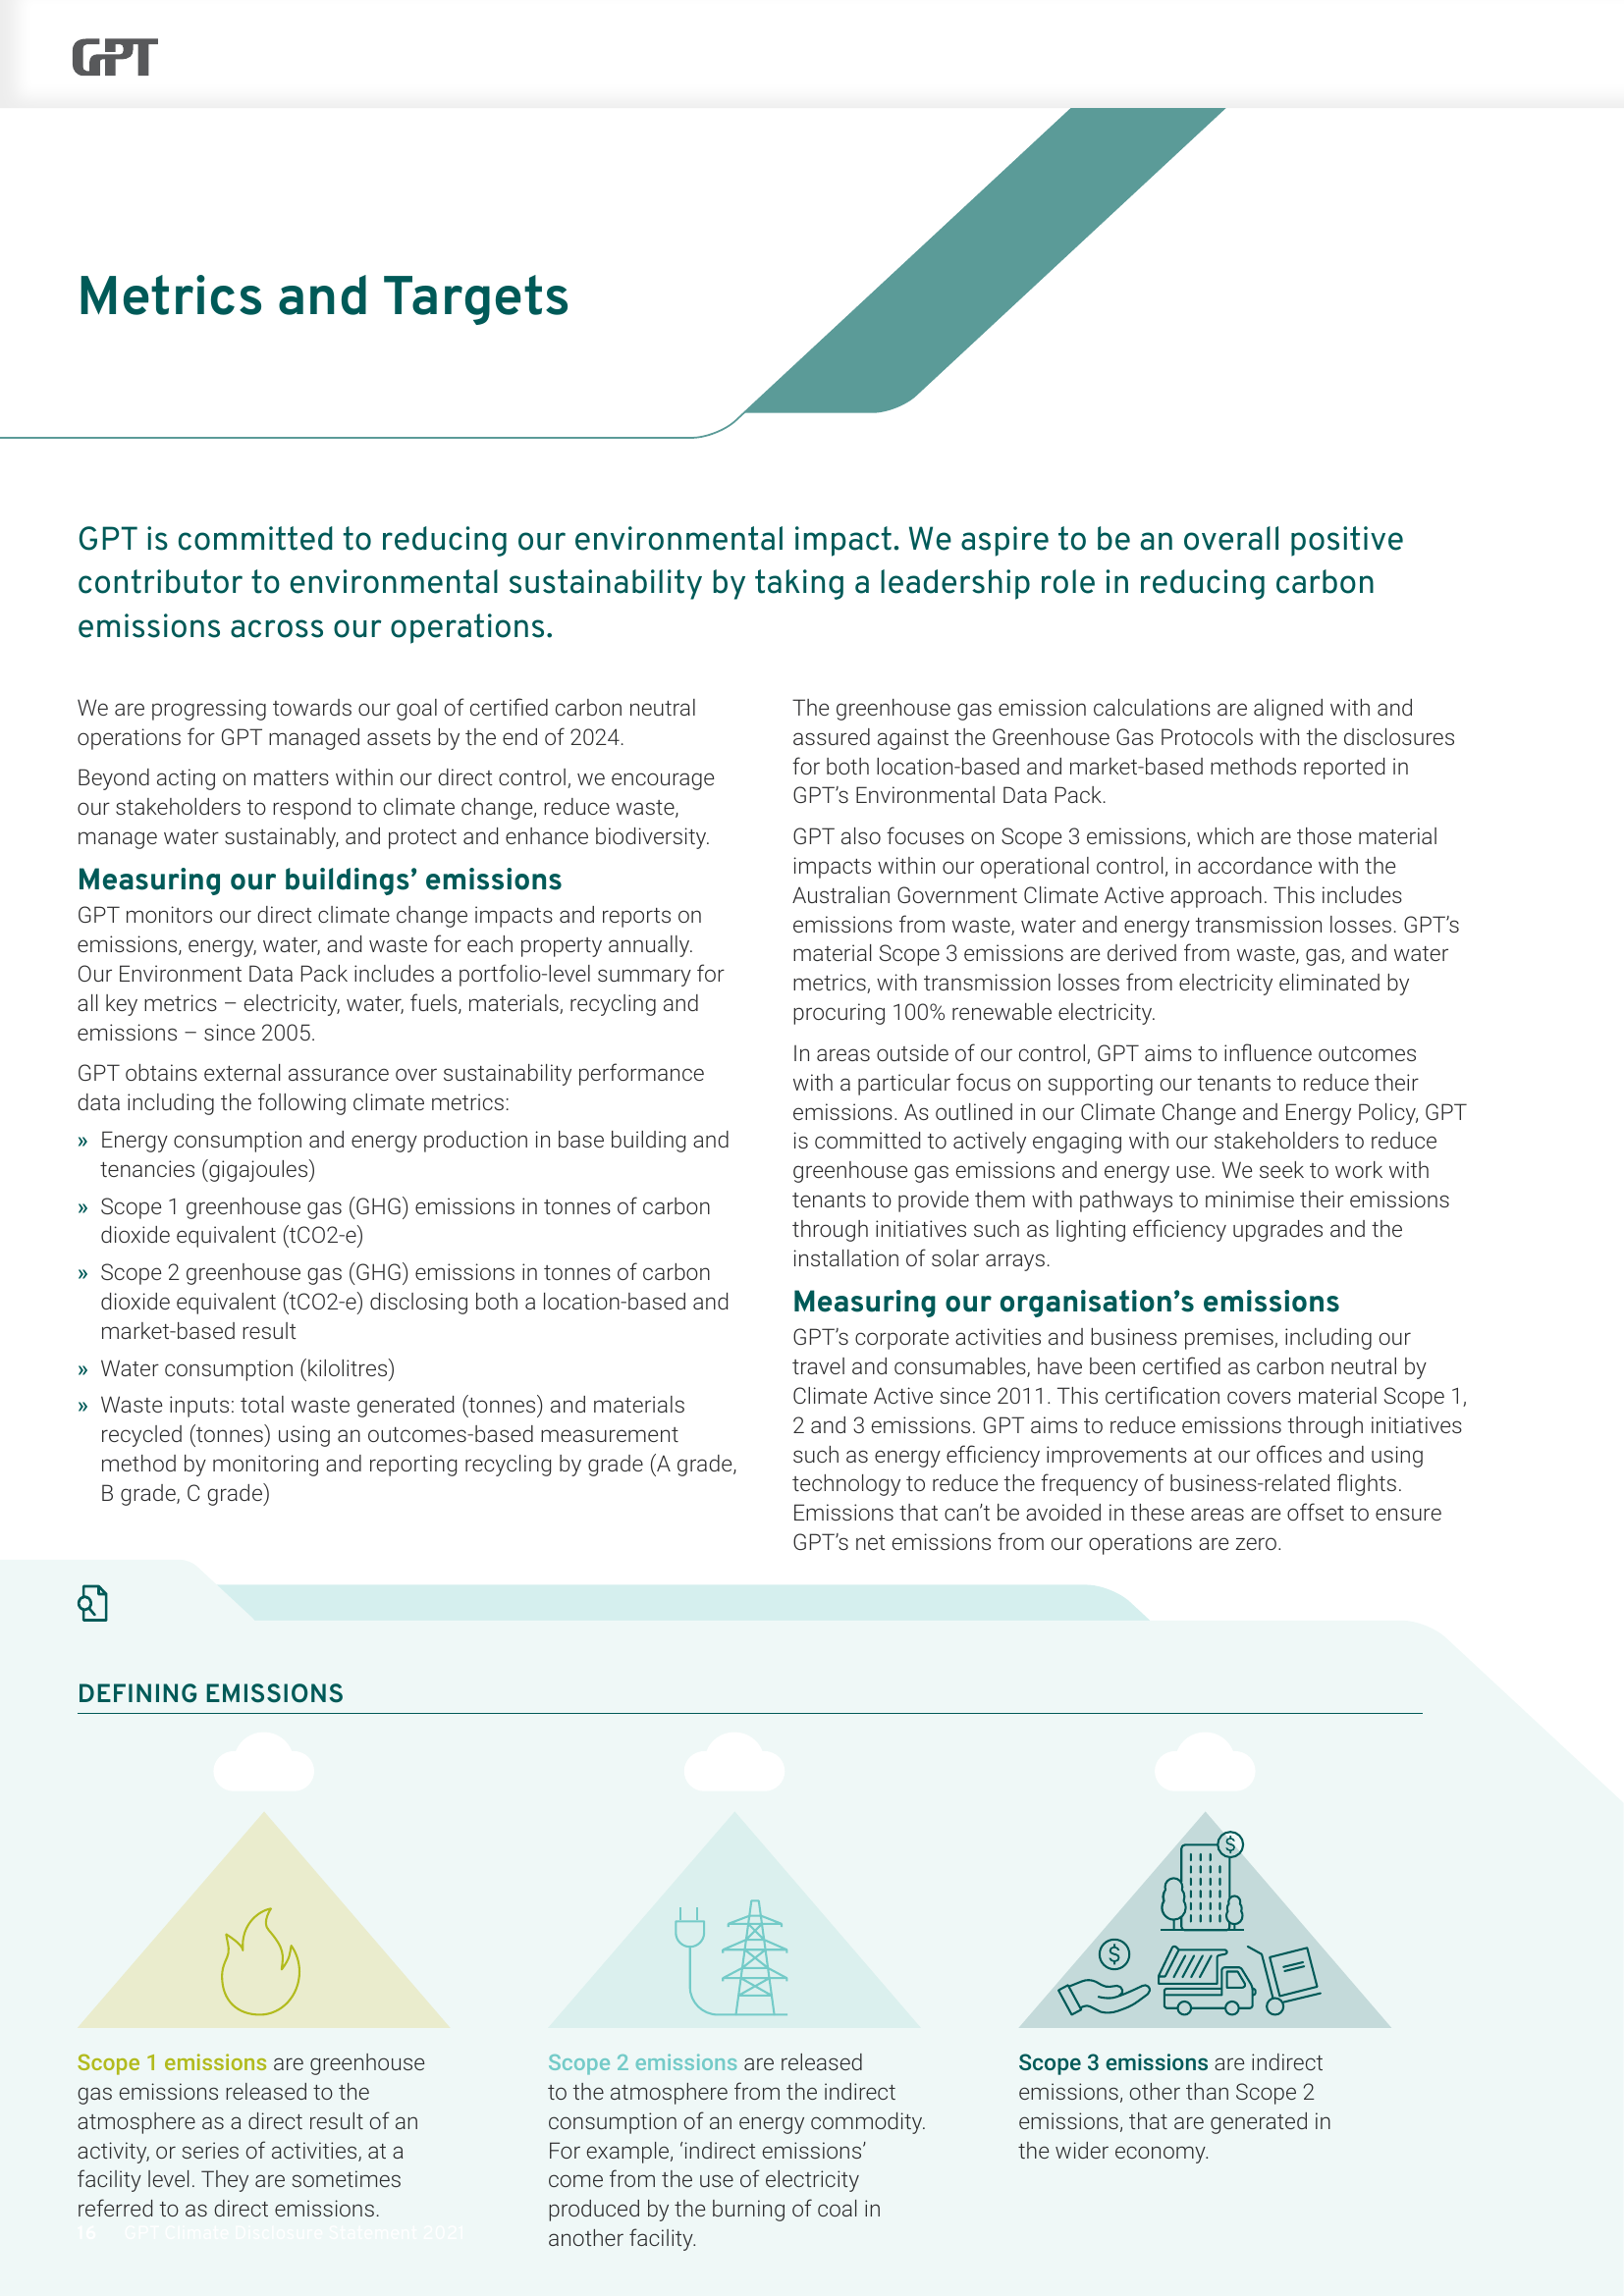 GPT
Metrics and Targets
GPT is committed to reducing our environmental impact. We aspire to be an overall positive
contributor to environmental sustainability by taking a leadership role in reducing carbon
emissions across our operations.
We are progressing towards our goal of certified carbon neutral
operations for GPT managed assets by the end of 2024.
Beyond acting on matters within our direct control, we encourage
our stakeholders to respond to climate change, reduce waste,
manage water sustainably, and protect and enhance biodiversity.
Measuring our buildings’ emissions
GPT monitors our direct climate change impacts and reports on
emissions, energy, water, and waste for each property annually.
Our Environment Data Pack includes a portfolio-level summary for
all key metrics – electricity, water, fuels, materials, recycling and
emissions – since 2005.
GPT obtains external assurance over sustainability performance
data including the following climate metrics:
» Energy consumption and energy production in base building and
tenancies (gigajoules)
» Scope 1 greenhouse gas (GHG) emissions in tonnes of carbon
dioxide equivalent (tCO2-e)
» Scope 2 greenhouse gas (GHG) emissions in tonnes of carbon
dioxide equivalent (tCO2-e) disclosing both a location-based and
market-based result
» Water consumption (kilolitres)
» Waste inputs: total waste generated (tonnes) and materials
recycled (tonnes) using an outcomes-based measurement
method by monitoring and reporting recycling by grade (A grade,
B grade, C grade)
The greenhouse gas emission calculations are aligned with and
assured against the Greenhouse Gas Protocols with the disclosures
for both location-based and market-based methods reported in
GPT’s Environmental Data Pack.
GPT also focuses on Scope 3 emissions, which are those material
impacts within our operational control, in accordance with the
Australian Government Climate Active approach. This includes
emissions from waste, water and energy transmission losses. GPT’s
material Scope 3 emissions are derived from waste, gas, and water
metrics, with transmission losses from electricity eliminated by
procuring 100% renewable electricity.
In areas outside of our control, GPT aims to influence outcomes
with a particular focus on supporting our tenants to reduce their
emissions. As outlined in our Climate Change and Energy Policy, GPT
is committed to actively engaging with our stakeholders to reduce
greenhouse gas emissions and energy use. We seek to work with
tenants to provide them with pathways to minimise their emissions
through initiatives such as lighting efficiency upgrades and the
installation of solar arrays.
Measuring our organisation’s emissions
GPT’s corporate activities and business premises, including our
travel and consumables, have been certified as carbon neutral by
Climate Active since 2011. This certification covers material Scope 1,
2 and 3 emissions. GPT aims to reduce emissions through initiatives
such as energy efficiency improvements at our offices and using
technology to reduce the frequency of business-related flights.
Emissions that can’t be avoided in these areas are offset to ensure
GPT’s net emissions from our operations are zero.
DEFINING EMISSIONS
$
$
Scope 1 emissions are greenhouse
gas emissions released to the
atmosphere as a direct result of an
activity, or series of activities, at a
facility level. They are sometimes
referred to as direct emissions.
Scope 2 emissions are released
to the atmosphere from the indirect
consumption of an energy commodity.
For example, ‘indirect emissions’
come from the use of electricity
produced by the burning of coal in
another facility.
Scope 3 emissions are indirect
emissions, other than Scope 2
emissions, that are generated in
the wider economy.
16 GPT Climate Disclosure Statement 2021